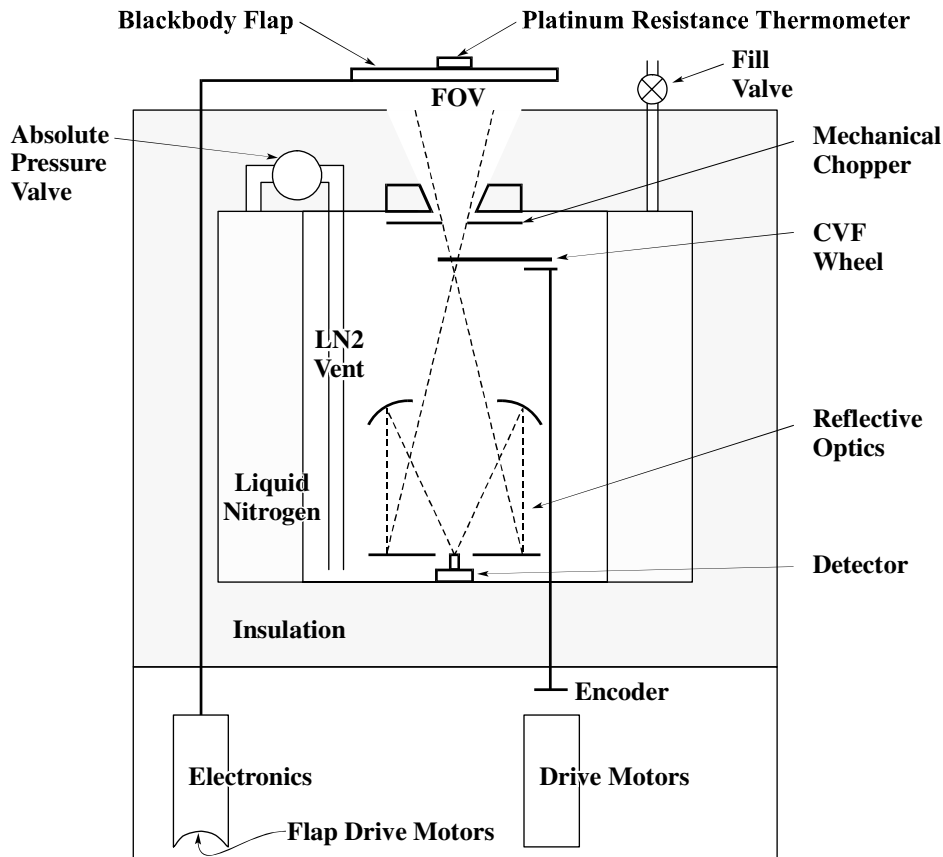 Blackbody Flap
Platinum Resistance Thermometer
FOV
Fill
Valve
Absolute
Pressure
Valve
Mechanical
Chopper
CVF
Wheel
LN2
Vent
Reflective
Optics
Liquid
Nitrogen
Detector
Insulation
Encoder
Electronics
Drive Motors
Flap Drive Motors